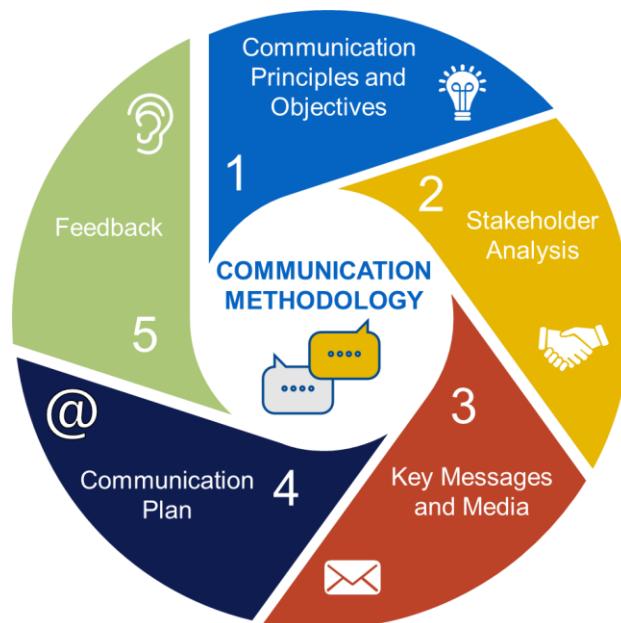 Communication
Principles and
Objectives
1
2
Stakeholder
Analysis
3
Key Messages
and Media
4
Communication
Plan
@
5
Feedback
COMMUNICATION
METHODOLOGY